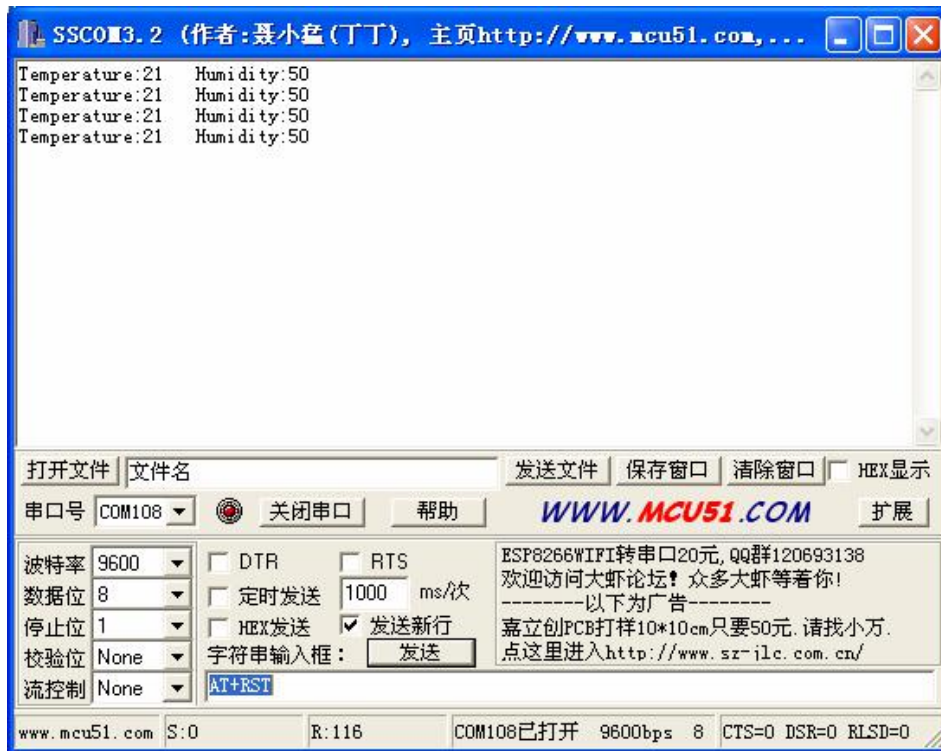 SSCOM3.2 (作者:聂小猛(丁丁), 主页http://www.mcu51.com,...
Temperature:21 Humidity:50
Temperature:21 Humidity:50
Temperature:21 Humidity:50
Temperature:21 Humidity:50
打开文件 文件名 发送文件 保存窗口 清除窗口 HEX显示
串口号 COM108 关闭串口 帮助 WWW.MCU51.COM 扩展
波特率 9600 DTR RTS
数据位 8 定时发送 1000 ms/次
停止位 1 HEX发送 发送新行
校验位 None 字符串输入框: 发送
流控制 None AT+RST
ESP8266WIFI转串口20元,QQ群120693138
欢迎访问大虾论坛! 众多大虾等着你!
--------以下为广告--------
嘉立创PCB打样10*10cm只要50元.请找小万.
点这里进入http://www.sz-jlc.com.cn/
www.mcu51.com S:0 R:116 COM108已打开 9600bps 8 CTS=0 DSR=0 RLSD=0